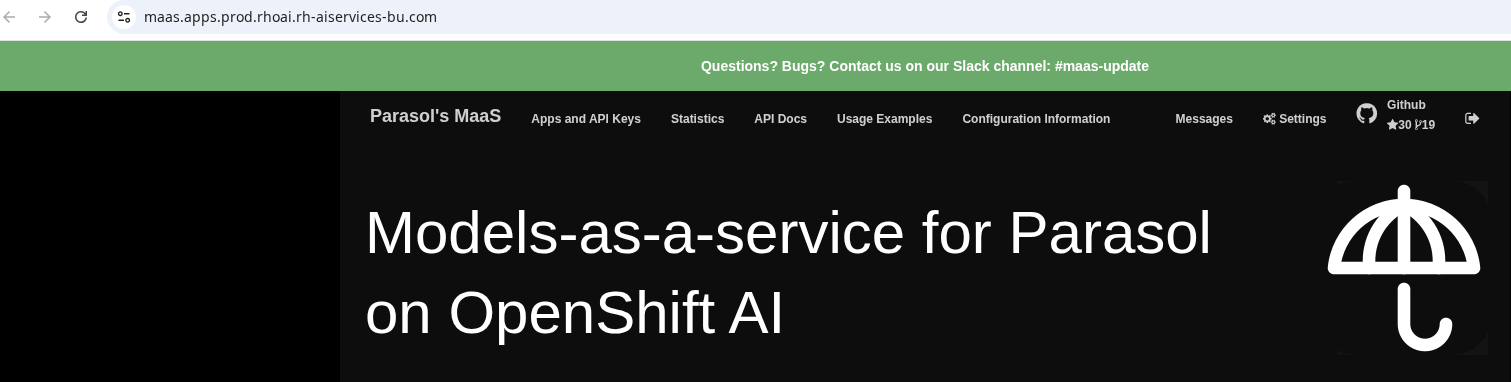 maas.apps.prod.rhoai.rh-aiservices-bu.com
Questions? Bugs? Contact us on our Slack channel: #maas-update
Parasol's MaaS Apps and API Keys Statistics API Docs Usage Examples Configuration Information Messages Settings Github
30 19
Models-as-a-service for Parasol
on OpenShift AI